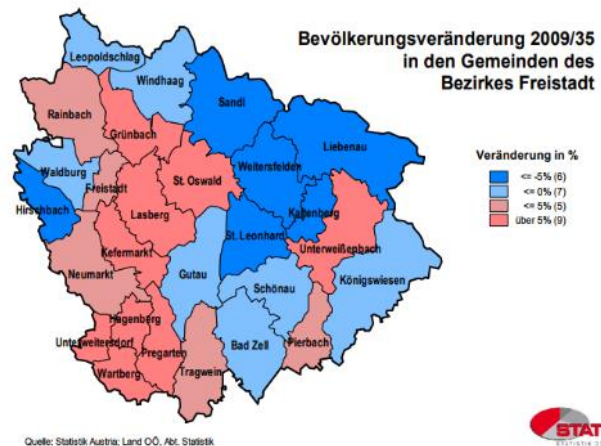 Bevölkerungsveränderung 2009/35
in den Gemeinden des
Bezirkes Freistadt
Leopoldschlag
Windhaag
Sandl
Rainbach
Grünbach
Liebenau
Waldburg
Weitersfelden
Freistadt
St. Oswald
Hirschbach
Kaltenberg
Lasberg
St. Leonhard
Unterweißenbach
Kefermarkt
Neumarkt
Gutau
Königswiesen
Schönau
Hagenberg
Unterweitersdorf
Pregarten
Bad Zell
Pierbach
Wartberg
Tragwein
Veränderung in %
<= -5% (6)
<= 0% (7)
<= 5% (5)
über 5% (9)
STAT
Quelle: Statistik Austria; Land OÖ, Abt. Statistik